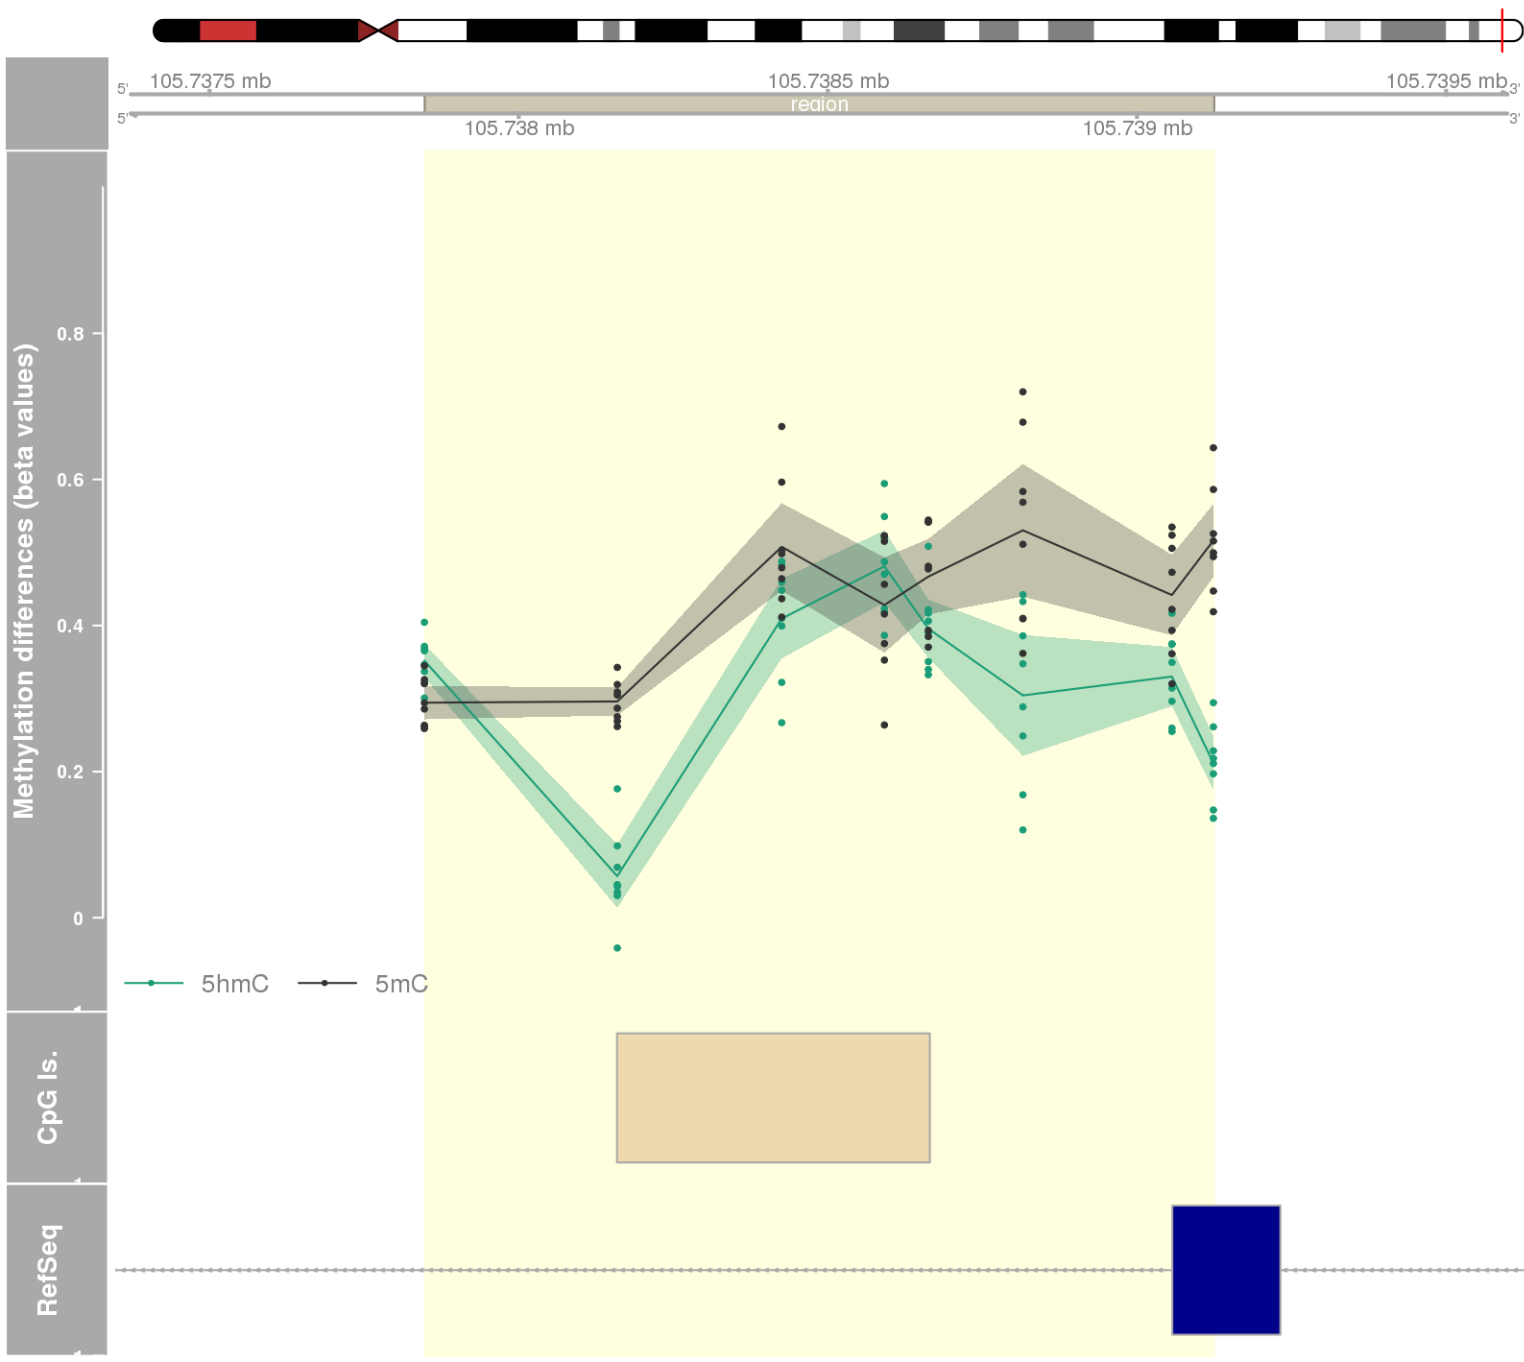 105.7375 mb 105.7385 mb 105.7395 mb
5' 3'
region
5' 3'
105.738 mb 105.739 mb
Methylation differences (beta values)
0.8
0.6
0.4
0.2
0
5hmC 5mC
CpG Is.
RefSeq